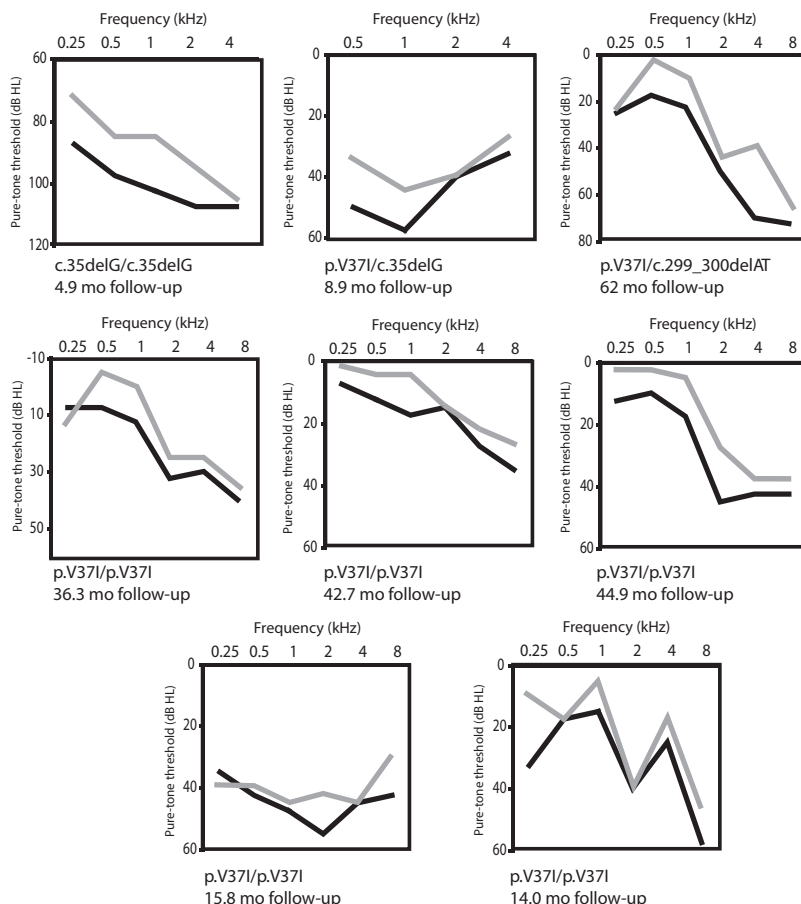 Frequency (kHz)
0.25 0.5 1 2 4
Pure-tone threshold (dB HL)
60
80
100
120
c.35delG/c.35delG
4.9 mo follow-up
Frequency (kHz)
0.5 1 2 4
Pure-tone threshold (dB HL)
0
20
40
60
p.V37I/c.35delG
8.9 mo follow-up
Frequency (kHz)
0.25 0.5 1 2 4 8
Pure-tone threshold (dB HL)
0
20
40
60
80
p.V37I/c.299_300delAT
62 mo follow-up
Frequency (kHz)
0.25 0.5 1 2 4 8
Pure-tone threshold (dB HL)
-10
10
30
50
p.V37I/p.V37I
36.3 mo follow-up
Frequency (kHz)
0.25 0.5 1 2 4 8
Pure-tone threshold (dB HL)
0
20
40
60
p.V37I/p.V37I
42.7 mo follow-up
Frequency (kHz)
0.25 0.5 1 2 4 8
Pure-tone threshold (dB HL)
0
20
40
60
p.V37I/p.V37I
44.9 mo follow-up
Frequency (kHz)
0.25 0.5 1 2 4 8
Pure-tone threshold (dB HL)
0
20
40
60
p.V37I/p.V37I
15.8 mo follow-up
Frequency (kHz)
0.25 0.5 1 2 4 8
Pure-tone threshold (dB HL)
0
20
40
60
p.V37I/p.V37I
14.0 mo follow-up